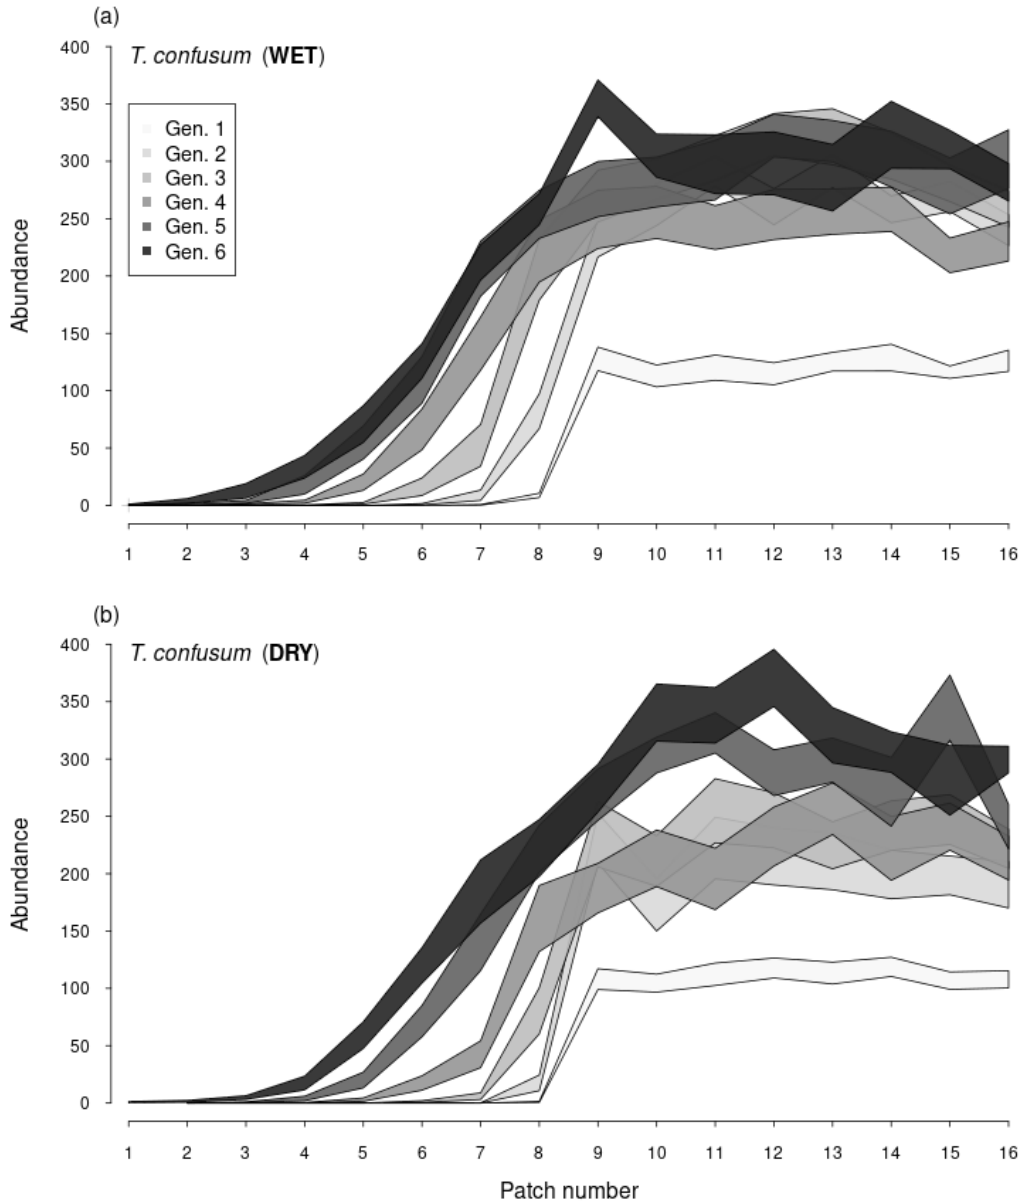 (a)
T. confusum (WET)
400
350
300
250
200
150
100
50
0
Abundance
Gen. 1
Gen. 2
Gen. 3
Gen. 4
Gen. 5
Gen. 6
1 2 3 4 5 6 7 8 9 10 11 12 13 14 15 16
(b)
T. confusum (DRY)
400
350
300
250
200
150
100
50
0
Abundance
1 2 3 4 5 6 7 8 9 10 11 12 13 14 15 16
Patch number